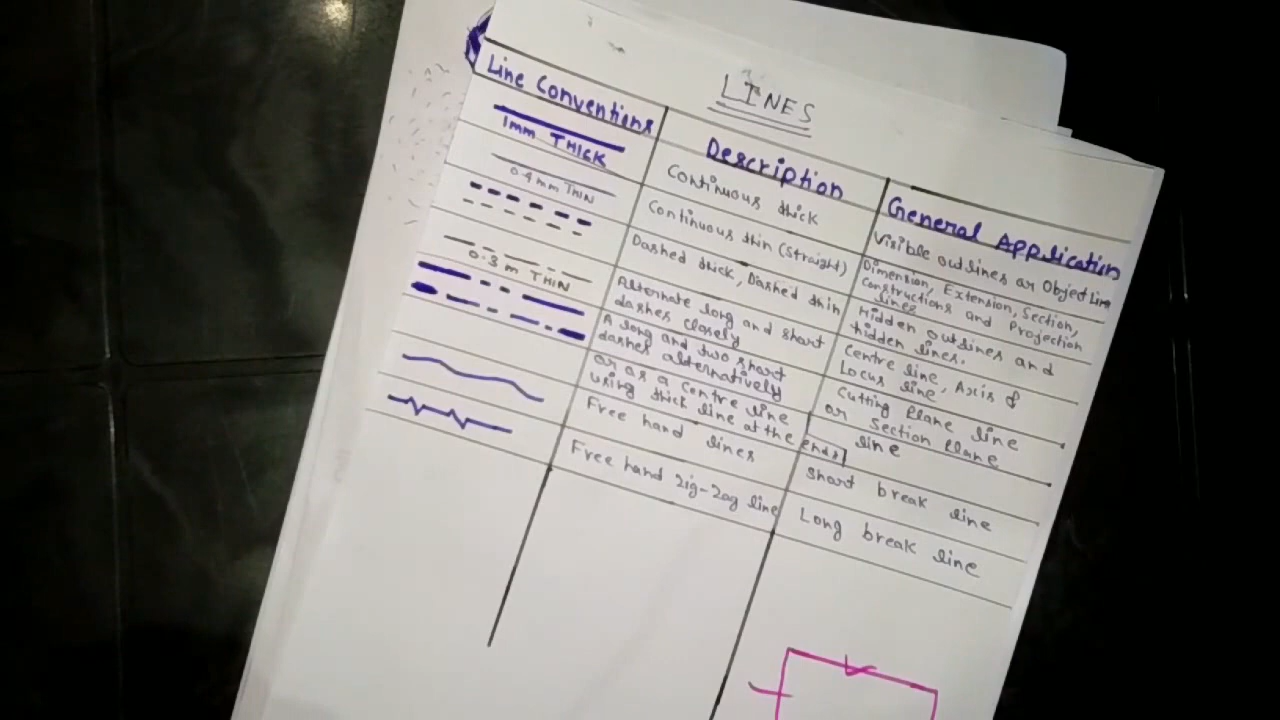 LINES
Line Conventions
Description
General Application
1mm THICK
Continuous thick
Visible outlines or Object Line
0.4 mm THIN
Continuous thin (Straight)
Dimension, Extension, Section,
Constructions and Projection
lines
Dashed thick, Dashed thin
Hidden outlines and
hidden lines.
0.3 m THIN
Alternate long and short
dashes closely
Centre line, Axis &
Locus line
A long and two short
dashes alternatively
or as a centre line
using thick line at the ends]
Cutting Plane line
or Section Plane
line
Free hand lines
Short break line
Free hand zig-zag line
Long break line